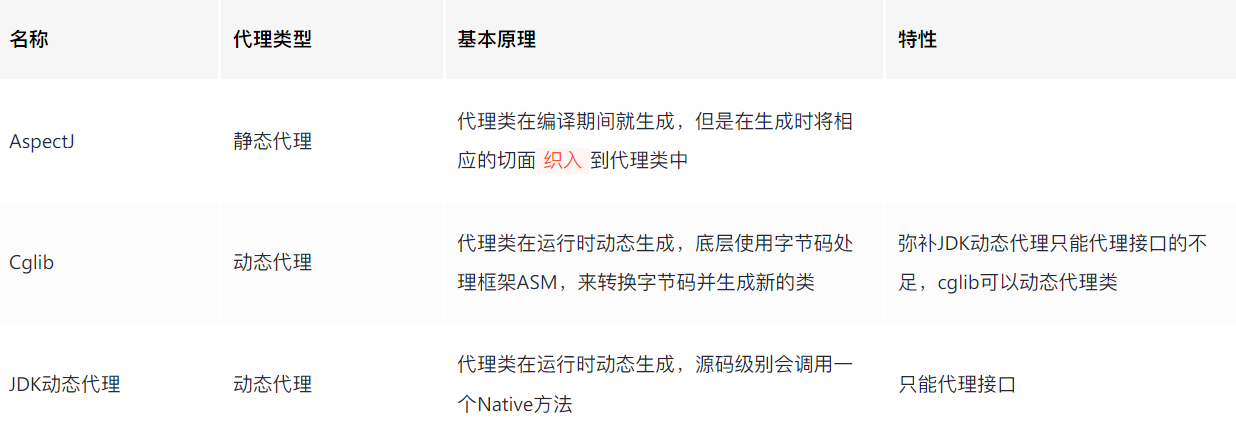 名称 代理类型 基本原理 特性
AspectJ 静态代理 代理类在编译期间就生成，但是在生成时将相
应的切面 织入 到代理类中
Cglib 动态代理 代理类在运行时动态生成，底层使用字节码处
理框架ASM，来转换字节码并生成新的类
弥补JDK动态代理只能代理接口的不
足，cglib可以动态代理类
JDK动态代理 动态代理 代理类在运行时动态生成，源码级别会调用一
个Native方法
只能代理接口